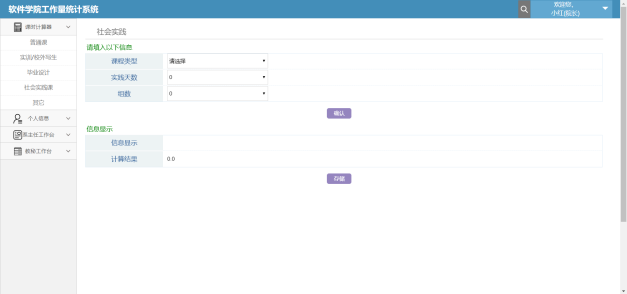 软件学院工作量统计系统
欢迎您,
小红(院长)
课时计算器
普通课
实训/校外写生
毕业设计
社会实践课
其它
个人信息
系主任工作台
教秘工作台
社会实践
请填入以下信息
课程类型 请选择
实践天数 0
组数 0
确认
信息显示
信息显示
计算结果 0.0
存储